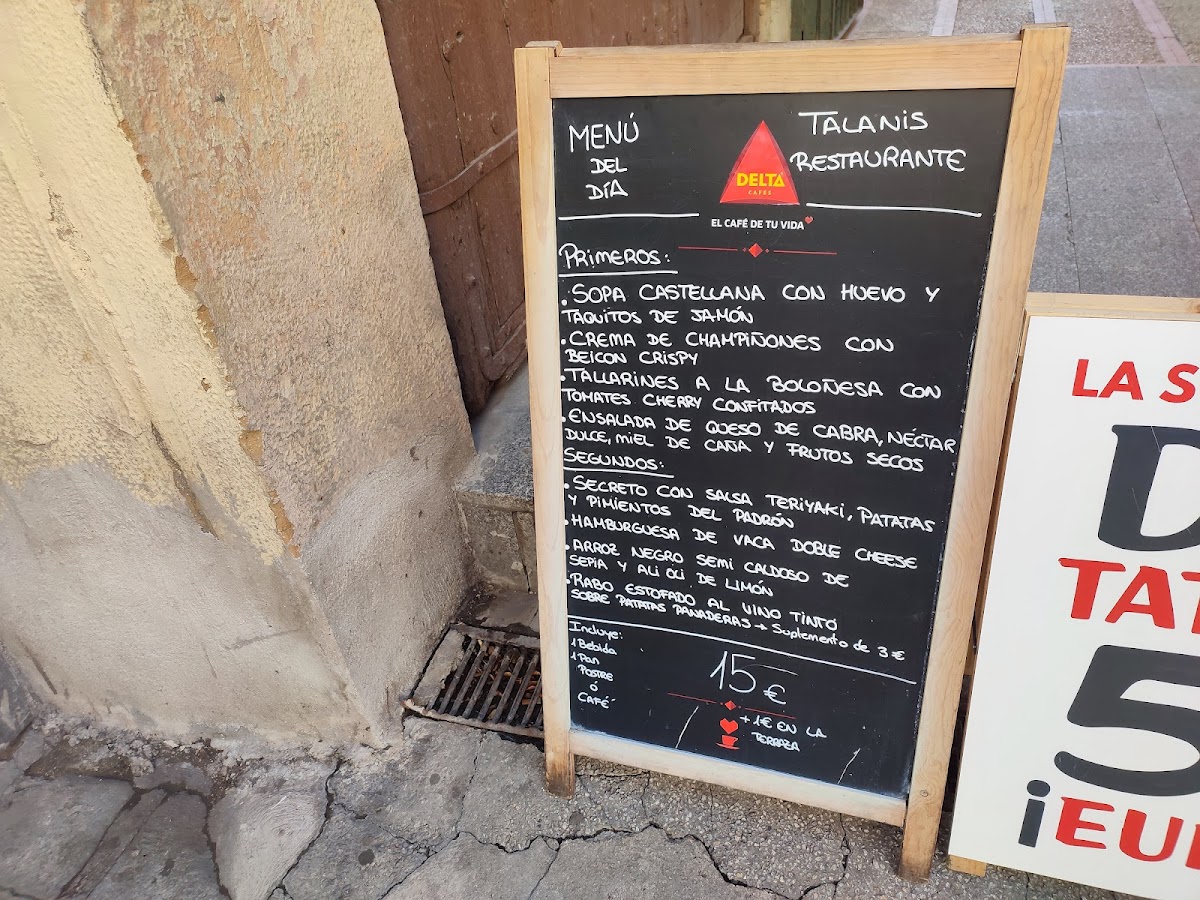 MENÚ
DEL
DÍA
DELTA
CAFÉS
EL CAFÉ DE TU VIDA
TALANIS
RESTAURANTE
PRIMEROS:
• SOPA CASTELLANA CON HUEVO Y
TAQUITOS DE JAMÓN
• CREMA DE CHAMPIÑONES CON
BEICON CRISPY
• TALLARINES A LA BOLOÑESA CON
TOMATES CHERRY CONFITADOS
• ENSALADA DE QUESO DE CABRA, NÉCTAR
DULCE, MIEL DE CAÑA Y FRUTOS SECOS
SEGUNDOS:
• SECRETO CON SALSA TERIYAKI, PATATAS
Y PIMIENTOS DEL PADRÓN
• HAMBURGUESA DE VACA DOBLE CHEESE
• ARROZ NEGRO SEMI CALDOSO DE
SEPIA Y ALI OLI DE LIMÓN
• RABO ESTOFADO AL VINO TINTO
SOBRE PATATAS PANADERAS → Suplemento de 3€
Incluye:
1 Bebida
1 Pan
POSTRE
Ó
CAFÉ
15€
+ 1€ EN LA
TERRAZA
LA S
D
TAT
5
¡EU